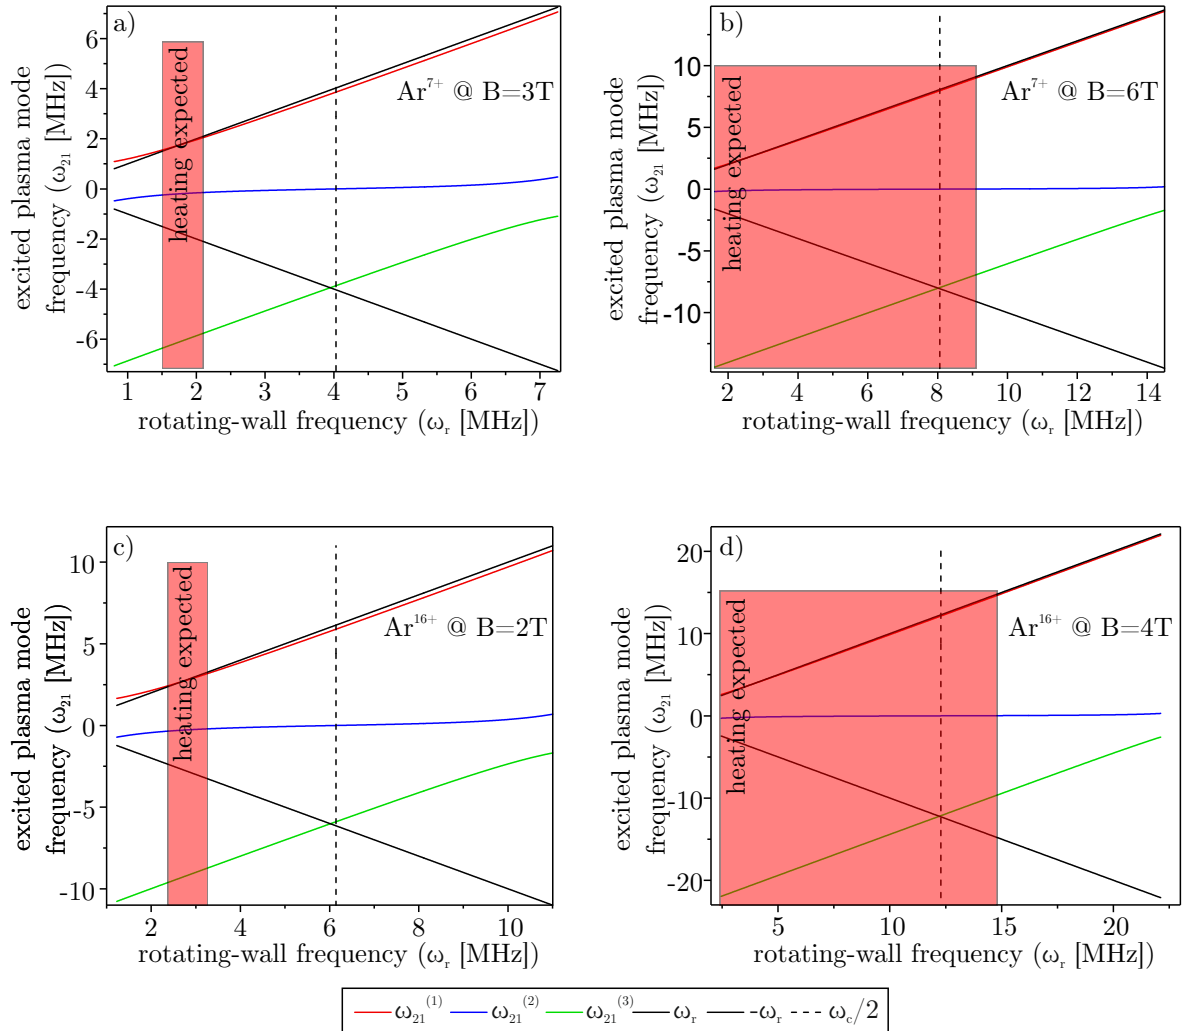 a)
excited plasma mode
frequency (ω21 [MHz]
6
4
2
0
-2
-4
-6
heating expected
Ar7+ @ B=3T
1 2 3 4 5 6 7
rotating-wall frequency (ωr [MHz])
b)
excited plasma mode
frequency (ω21 [MHz])
10
5
0
-5
-10
heating expected
Ar7+ @ B=6T
2 4 6 8 10 12 14
rotating-wall frequency (ωr [MHz])
c)
excited plasma mode
frequency (ω21 [MHz])
10
5
0
-5
-10
heating expected
Ar16+ @ B=2T
2 4 6 8 10
rotating-wall frequency (ωr [MHz])
d)
excited plasma mode
frequency (ω21 [MHz])
20
10
0
-10
-20
heating expected
Ar16+ @ B=4T
5 10 15 20
rotating-wall frequency (ωr [MHz])
ω21(1) ω21(2) ω21(3) ωr -ωr ωc/2